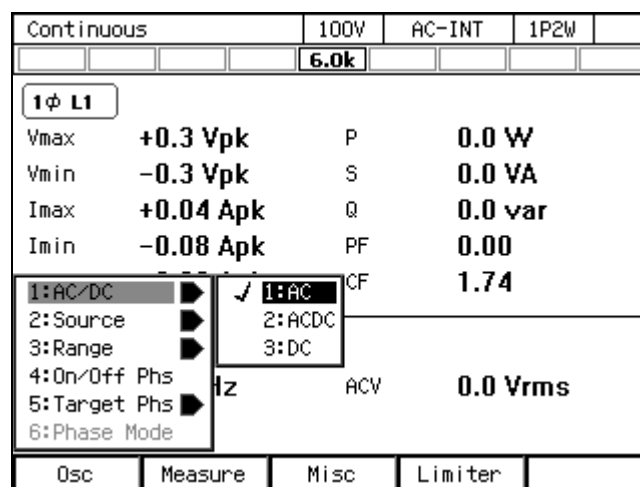 Continuous 100V AC-INT 1P2W
6.0k
1ϕ L1
Vmax +0.3 Vpk P 0.0 W
Vmin -0.3 Vpk S 0.0 VA
Imax +0.04 Apk Q 0.0 var
Imin -0.08 Apk PF 0.00
CF 1.74
1:AC/DC
2:Source
3:Range
4:On/Off Phs
5:Target Phs
6:Phase Mode
✓ 1:AC
2:ACDC
3:DC
Hz ACV 0.0 Vrms
Osc Measure Misc Limiter